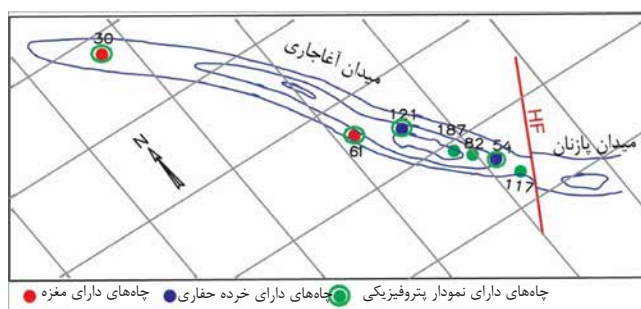 30
میدان آغاجاری
121
187
82
54
61
117
HF
میدان پازنان
N
چاه‌های دارای مغزه
چاه‌های دارای خرده حفاری
چاه‌های دارای نمودار پتروفیزیکی